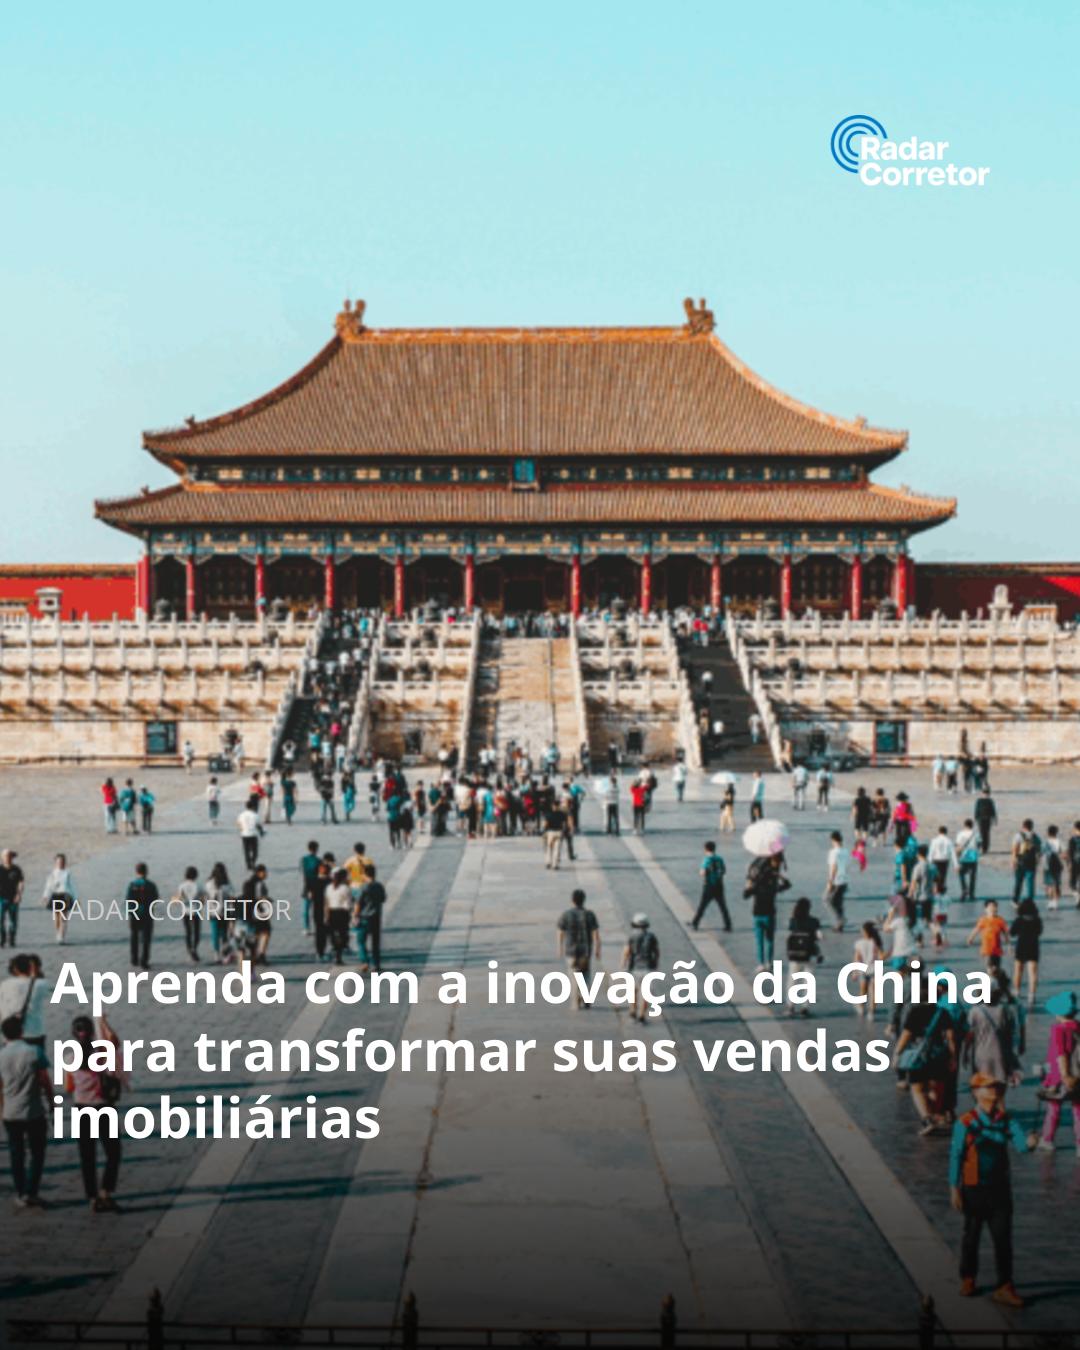 Radar
Corretor
RADAR CORRETOR
Aprenda com a inovação da China
para transformar suas vendas
imobiliárias